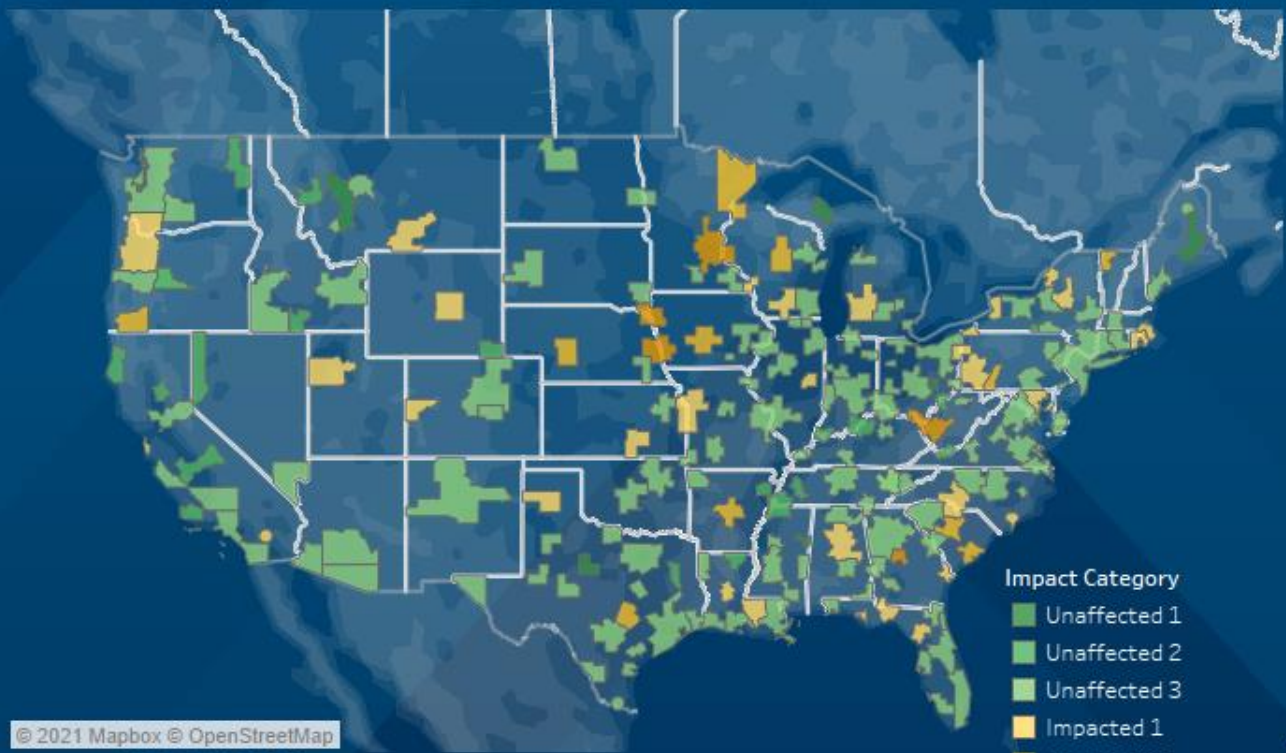 Impact Category
Unaffected 1
Unaffected 2
Unaffected 3
Impacted 1
© 2021 Mapbox © OpenStreetMap